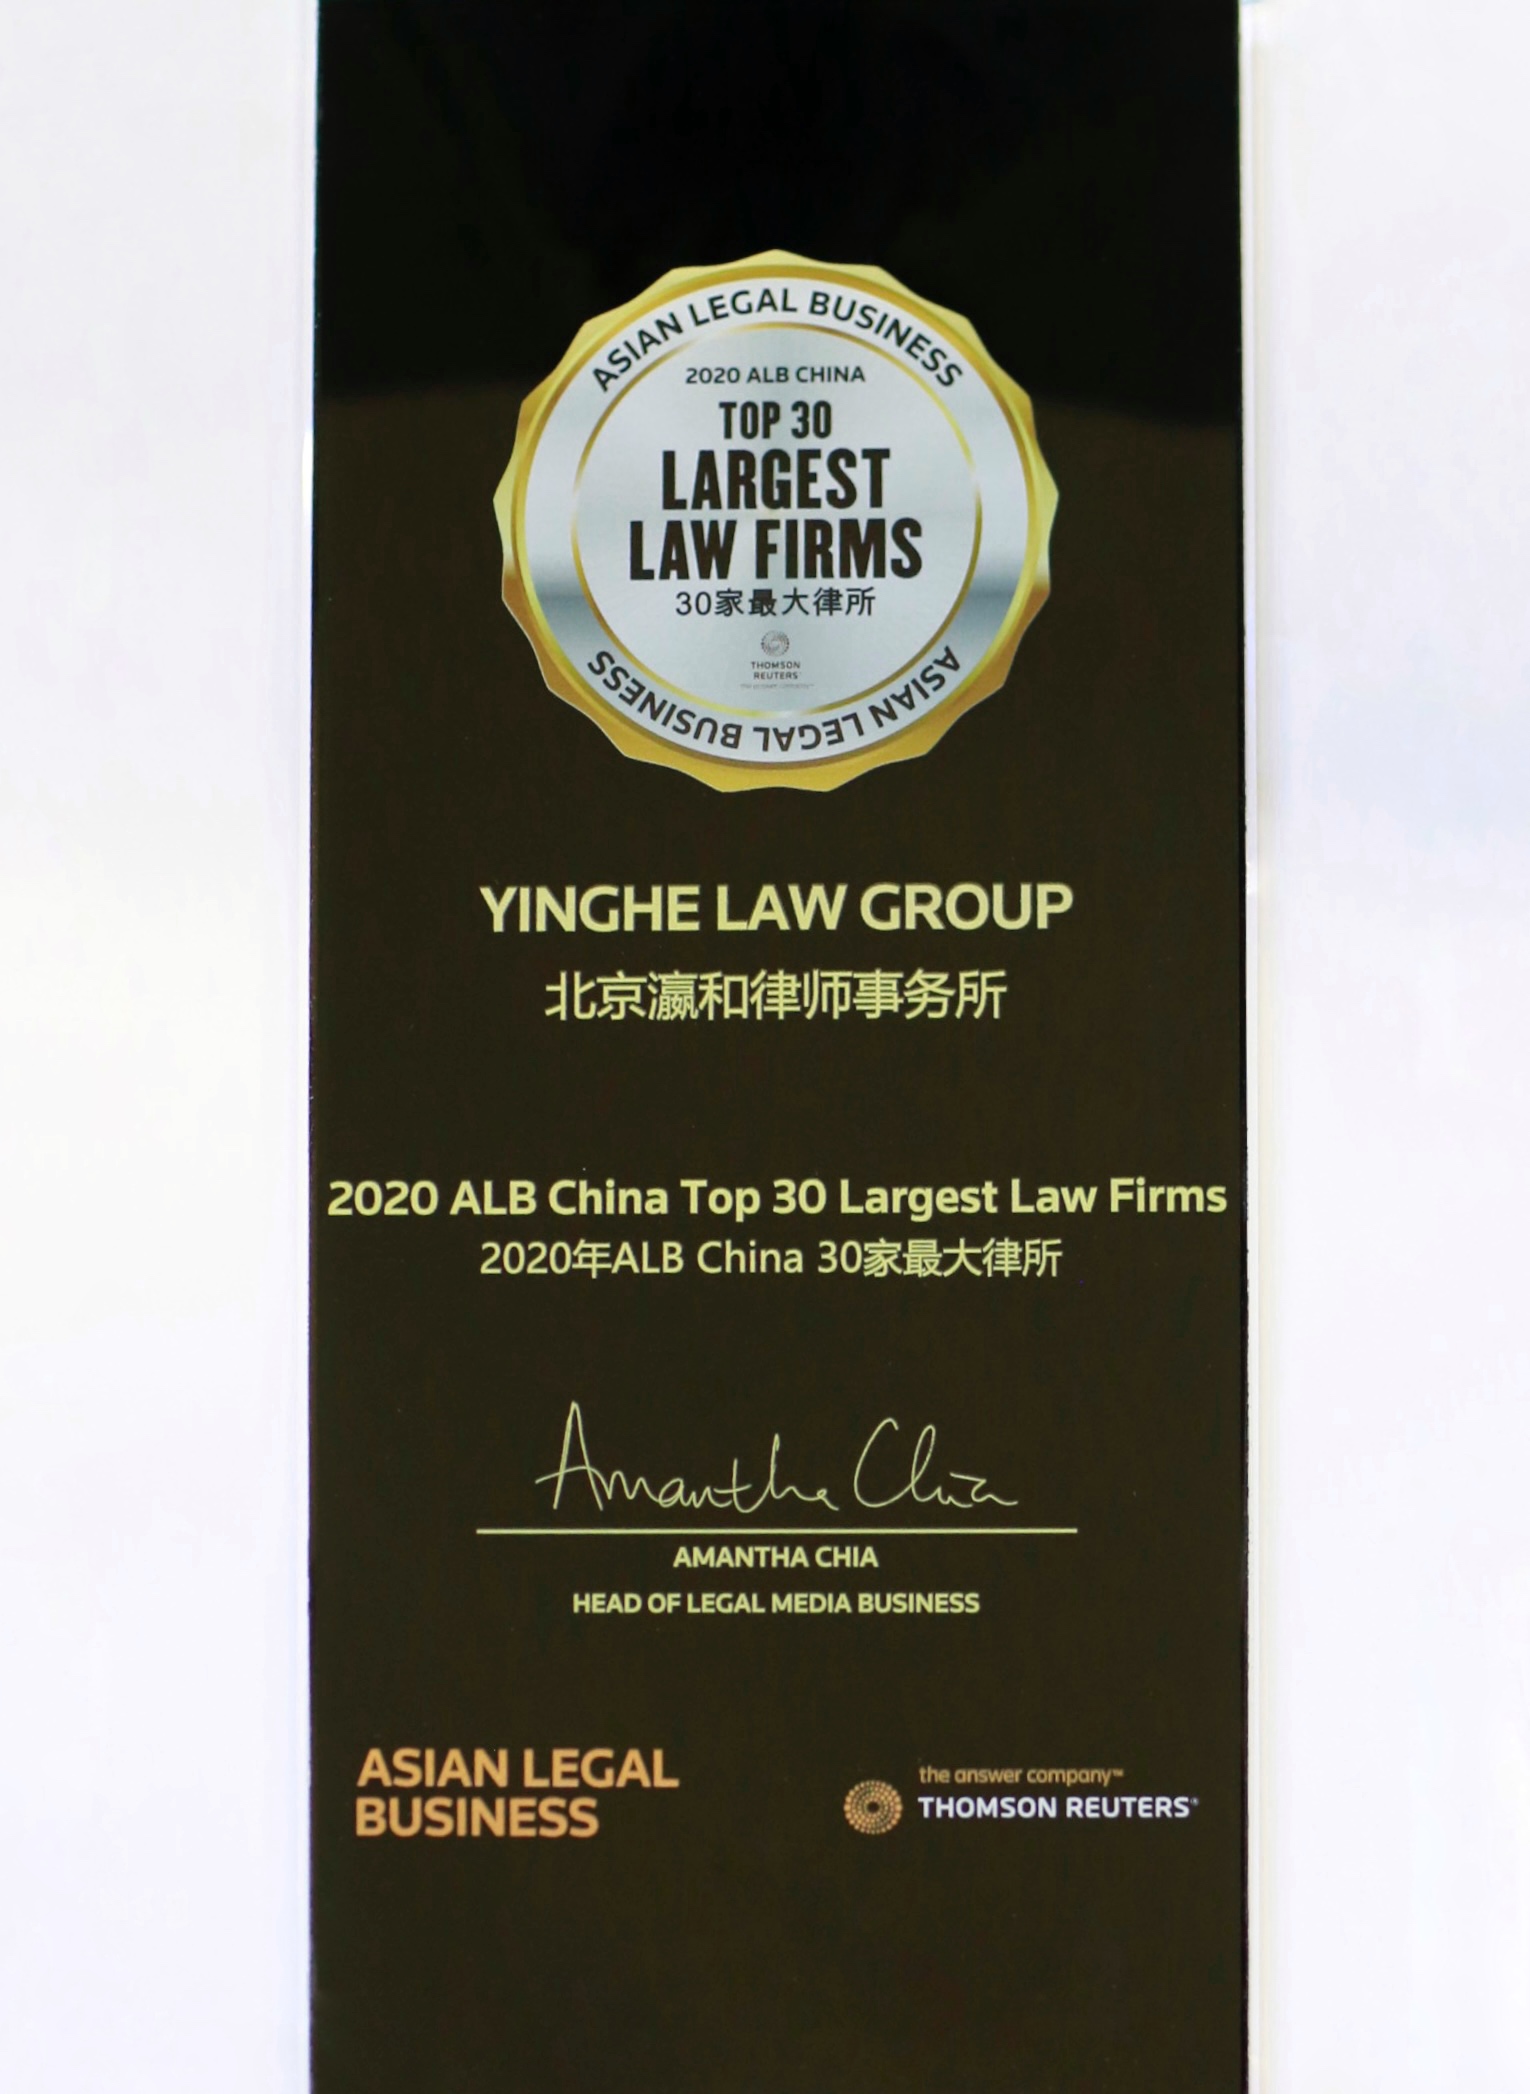 ASIAN LEGAL BUSINESS
2020 ALB CHINA
TOP 30
LARGEST
LAW FIRMS
30家最大律所
THOMSON
REUTERS
the answer company™
ASIAN LEGAL BUSINESS
YINGHE LAW GROUP
北京瀛和律师事务所
2020 ALB China Top 30 Largest Law Firms
2020年ALB China 30家最大律所
Amantha Chia
AMANTHA CHIA
HEAD OF LEGAL MEDIA BUSINESS
ASIAN LEGAL
BUSINESS
the answer company™
THOMSON REUTERS®